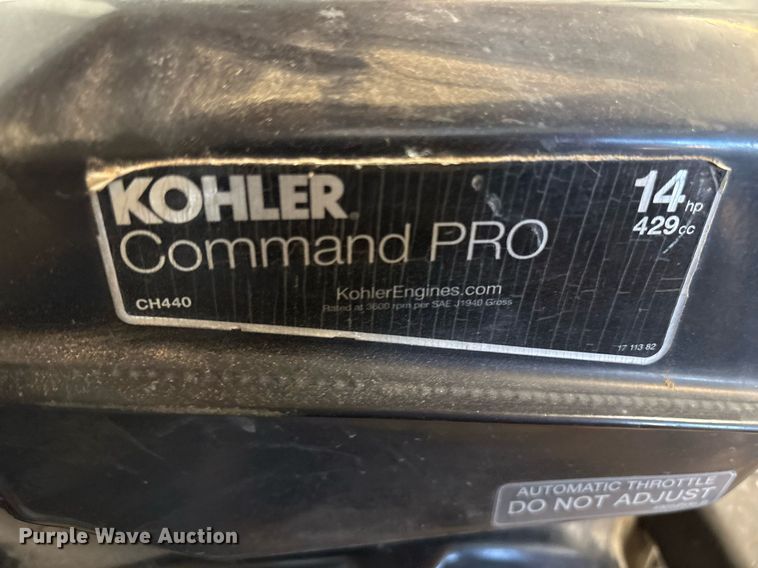 KOHLER®
14 hp
429 cc
Command PRO
KohlerEngines.com
CH440
Rated at 3600 rpm per SAE J1940 Gross
17 113 82
AUTOMATIC THROTTLE
DO NOT ADJUST
Purple Wave Auction